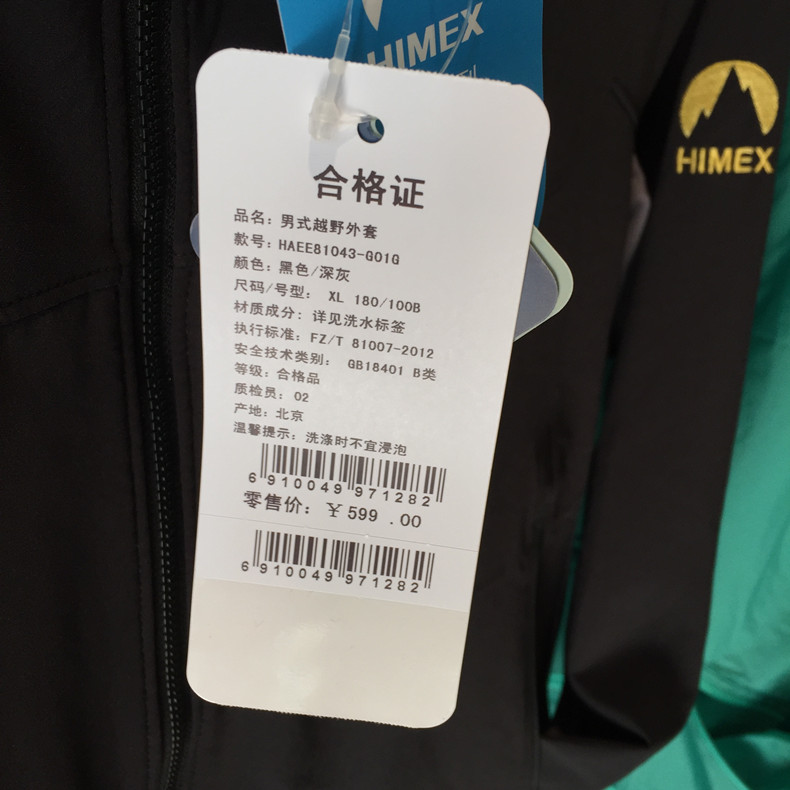 HIMEX
HIMEX
合格证
品名：男式越野外套
款号：HAEE81043-G01G
颜色：黑色/深灰
尺码/号型： XL 180/100B
材质成分：详见洗水标签
执行标准：FZ/T 81007-2012
安全技术类别： GB18401 B类
等级：合格品
质检员：02
产地：北京
温馨提示：洗涤时不宜浸泡
6 910049 971282
零售价：￥599 .00
6 910049 971282